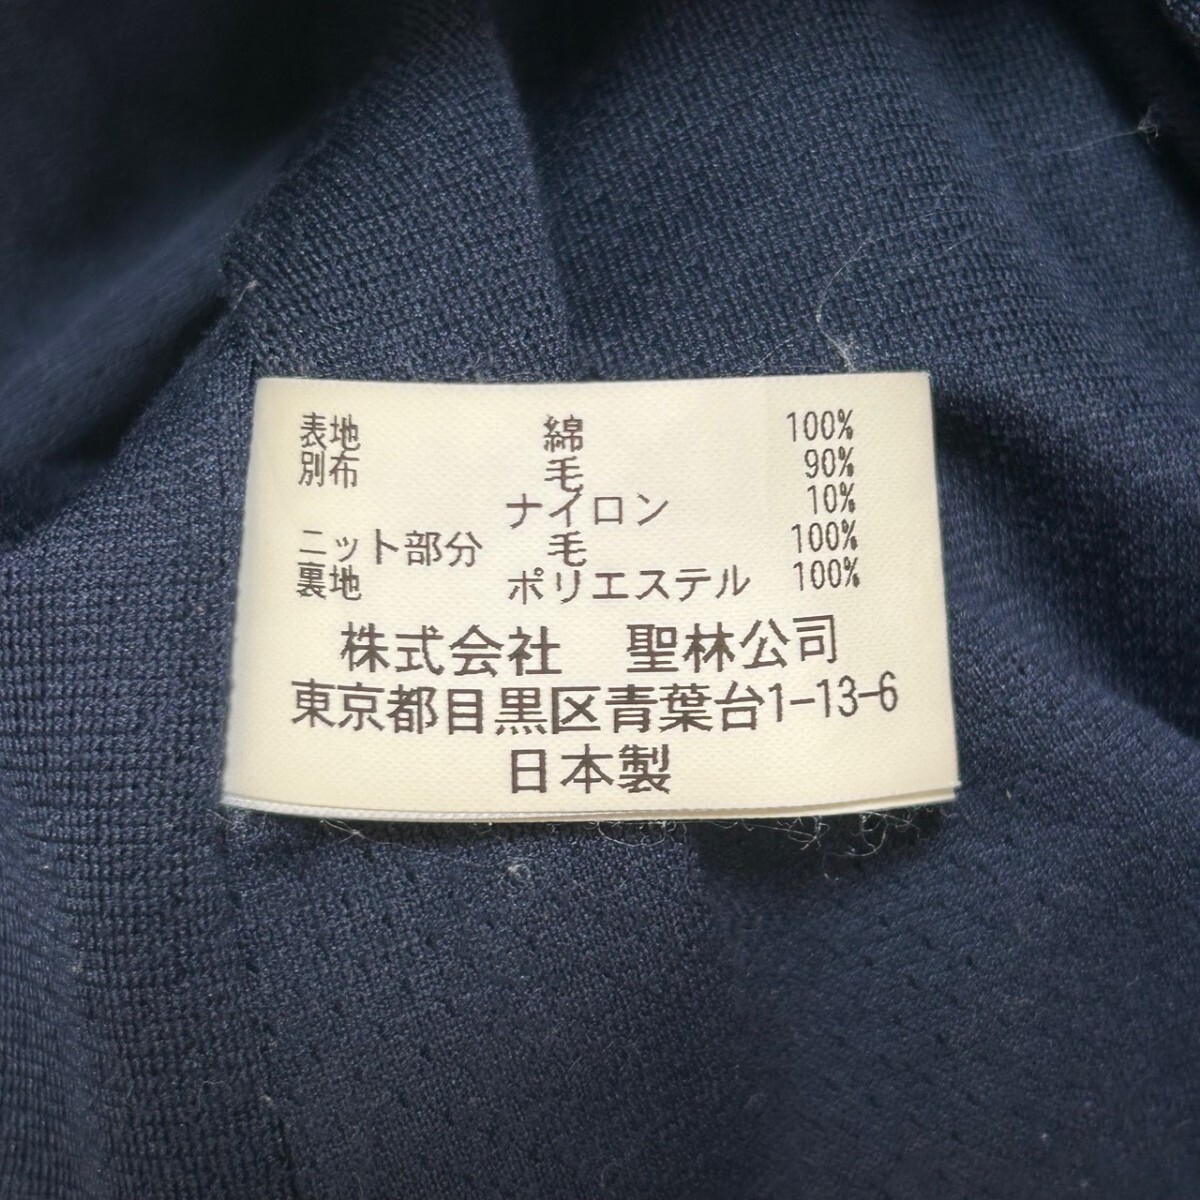 表地 綿 100%
別布 毛 90%
ナイロン 10%
ニット部分 毛 100%
裏地 ポリエステル 100%
株式会社 聖林公司
東京都目黒区青葉台1-13-6
日本製